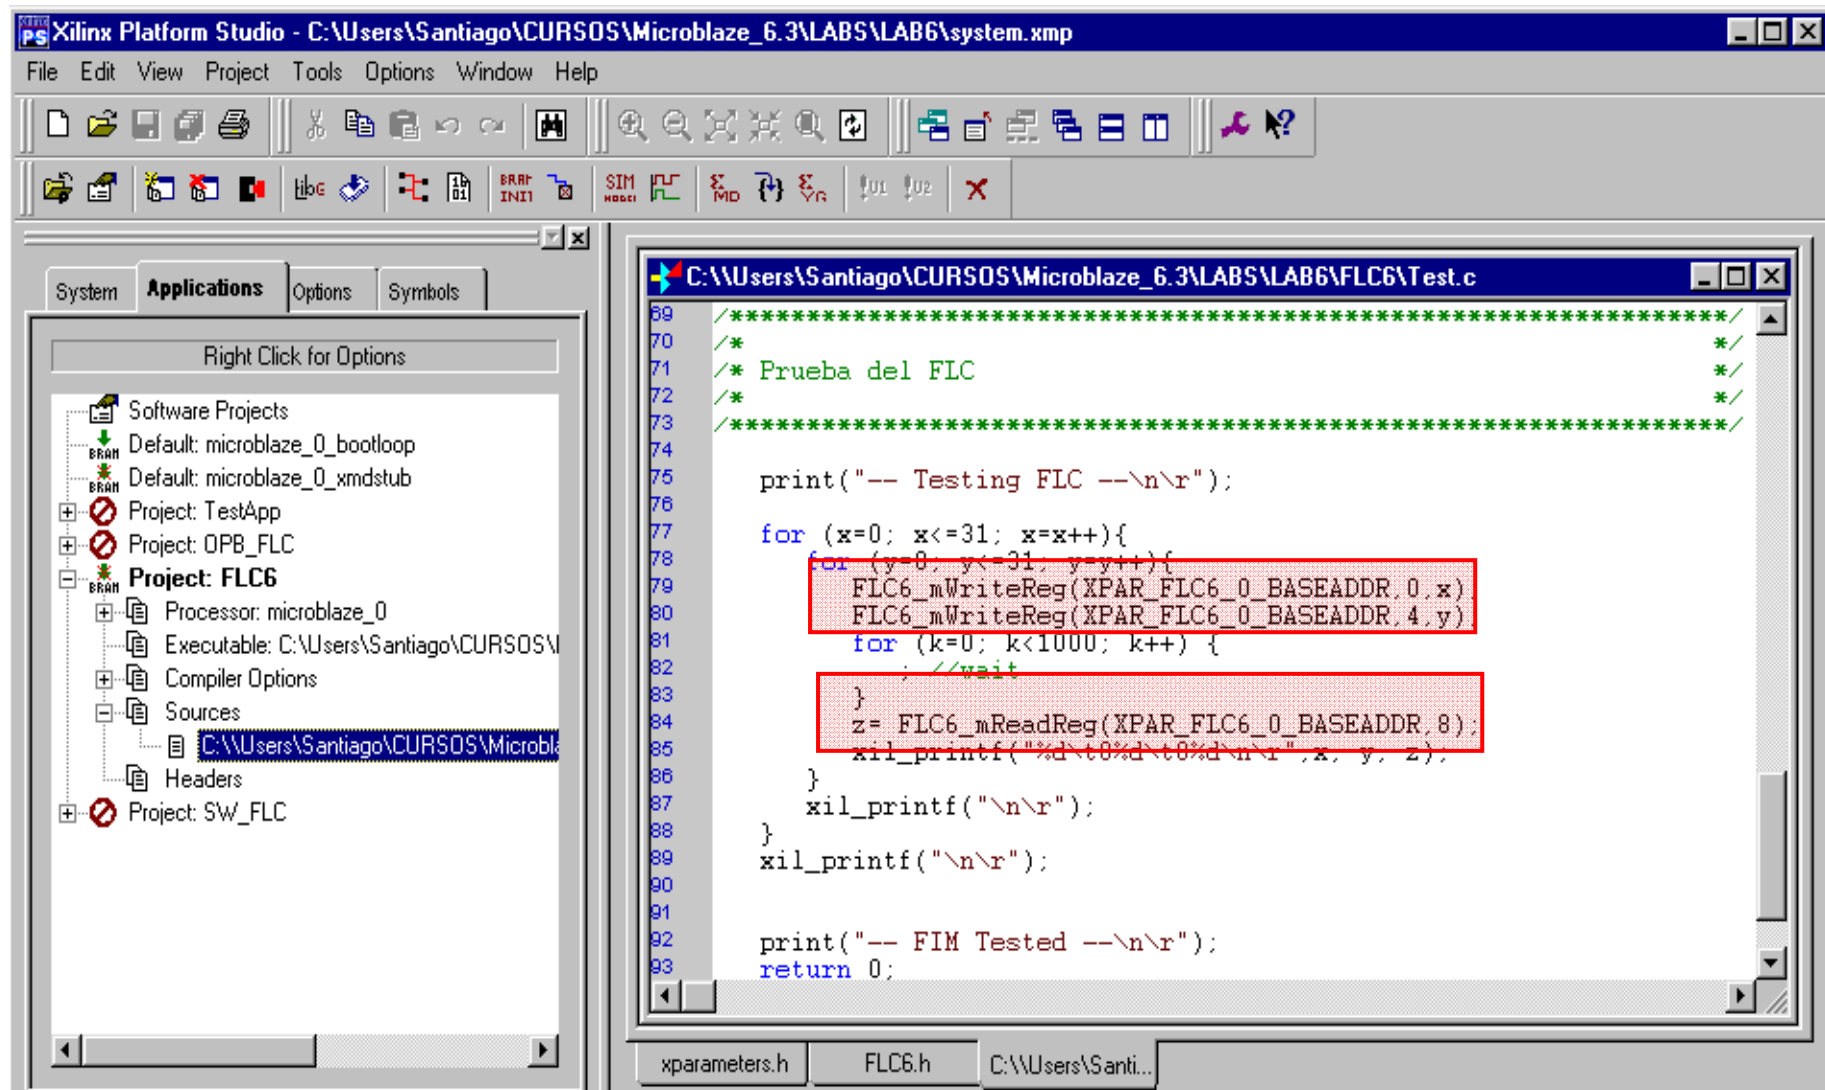 Xilinx Platform Studio - C:\Users\Santiago\CURSOS\Microblaze_6.3\LABS\LAB6\system.xmp
File Edit View Project Tools Options Window Help
System Applications Options Symbols
Right Click for Options
Software Projects
Default: microblaze_0_bootloop
Default: microblaze_0_xmdstub
Project: TestApp
Project: OPB_FLC
Project: FLC6
Processor: microblaze_0
Executable: C:\Users\Santiago\CURSOS\
Compiler Options
Sources
C:\\Users\Santiago\CURSOS\Microbla
Headers
Project: SW_FLC
C:\\Users\Santiago\CURSOS\Microblaze_6.3\LABS\LAB6\FLC6\Test.c
69 /*****************************************************************/
70 /* */
71 /* Prueba del FLC */
72 /* */
73 /*****************************************************************/
74
75 print("-- Testing FLC --\n\r");
76
77 for (x=0; x<=31; x=x++){
78 for (y=0; y<=31; y=y++){
79 FLC6_mWriteReg(XPAR_FLC6_0_BASEADDR,0,x)
80 FLC6_mWriteReg(XPAR_FLC6_0_BASEADDR,4,y)
81 for (k=0; k<1000; k++) {
82 ; //wait
83 }
84 z= FLC6_mReadReg(XPAR_FLC6_0_BASEADDR,8);
85 xil_printf("%d\t0%d\t0%d\n\r",x, y, z);
86 }
87 xil_printf("\n\r");
88 }
89 xil_printf("\n\r");
90
91
92 print("-- FIM Tested --\n\r");
93 return 0;
xparameters.h FLC6.h C:\\Users\Santi...